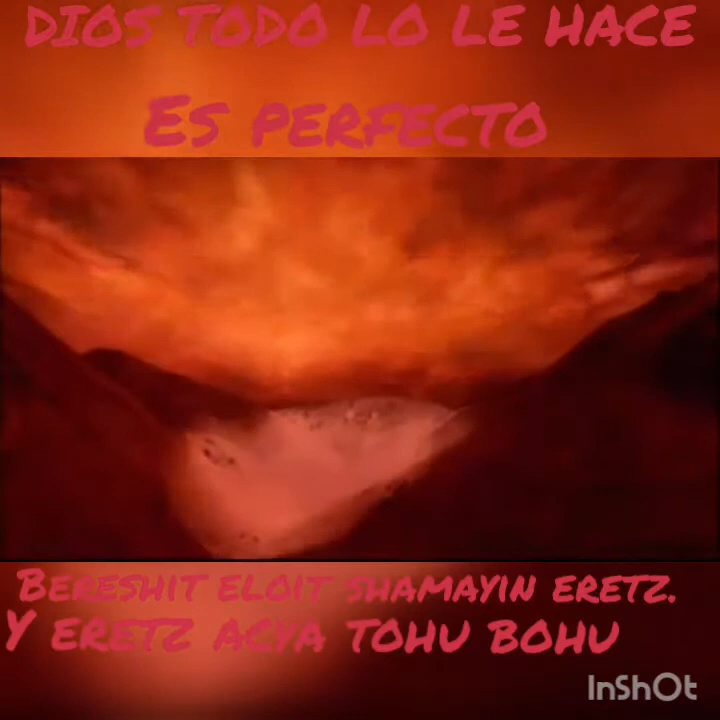 DIOS TODO LO LE HACE
ES PERFECTO
BERESHIT ELOIT SHAMAYIN ERETZ.
Y ERETZ ACYA TOHU BOHU
InShOt